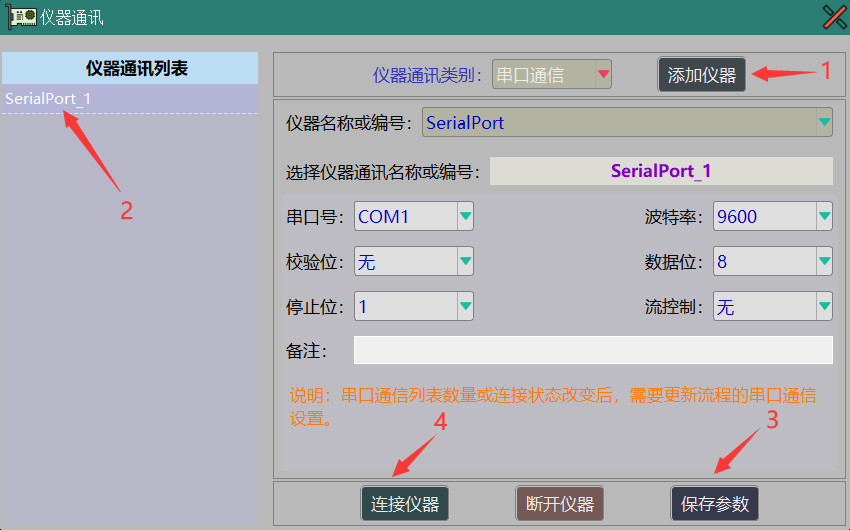 仪器通讯
仪器通讯列表
SerialPort_1
2
仪器通讯类别：串口通信 添加仪器 1
仪器名称或编号：SerialPort
选择仪器通讯名称或编号：SerialPort_1
串口号：COM1 波特率：9600
校验位：无 数据位：8
停止位：1 流控制：无
备注：
说明：串口通信列表数量或连接状态改变后，需要更新流程的串口通信
设置。
4 3
连接仪器 断开仪器 保存参数